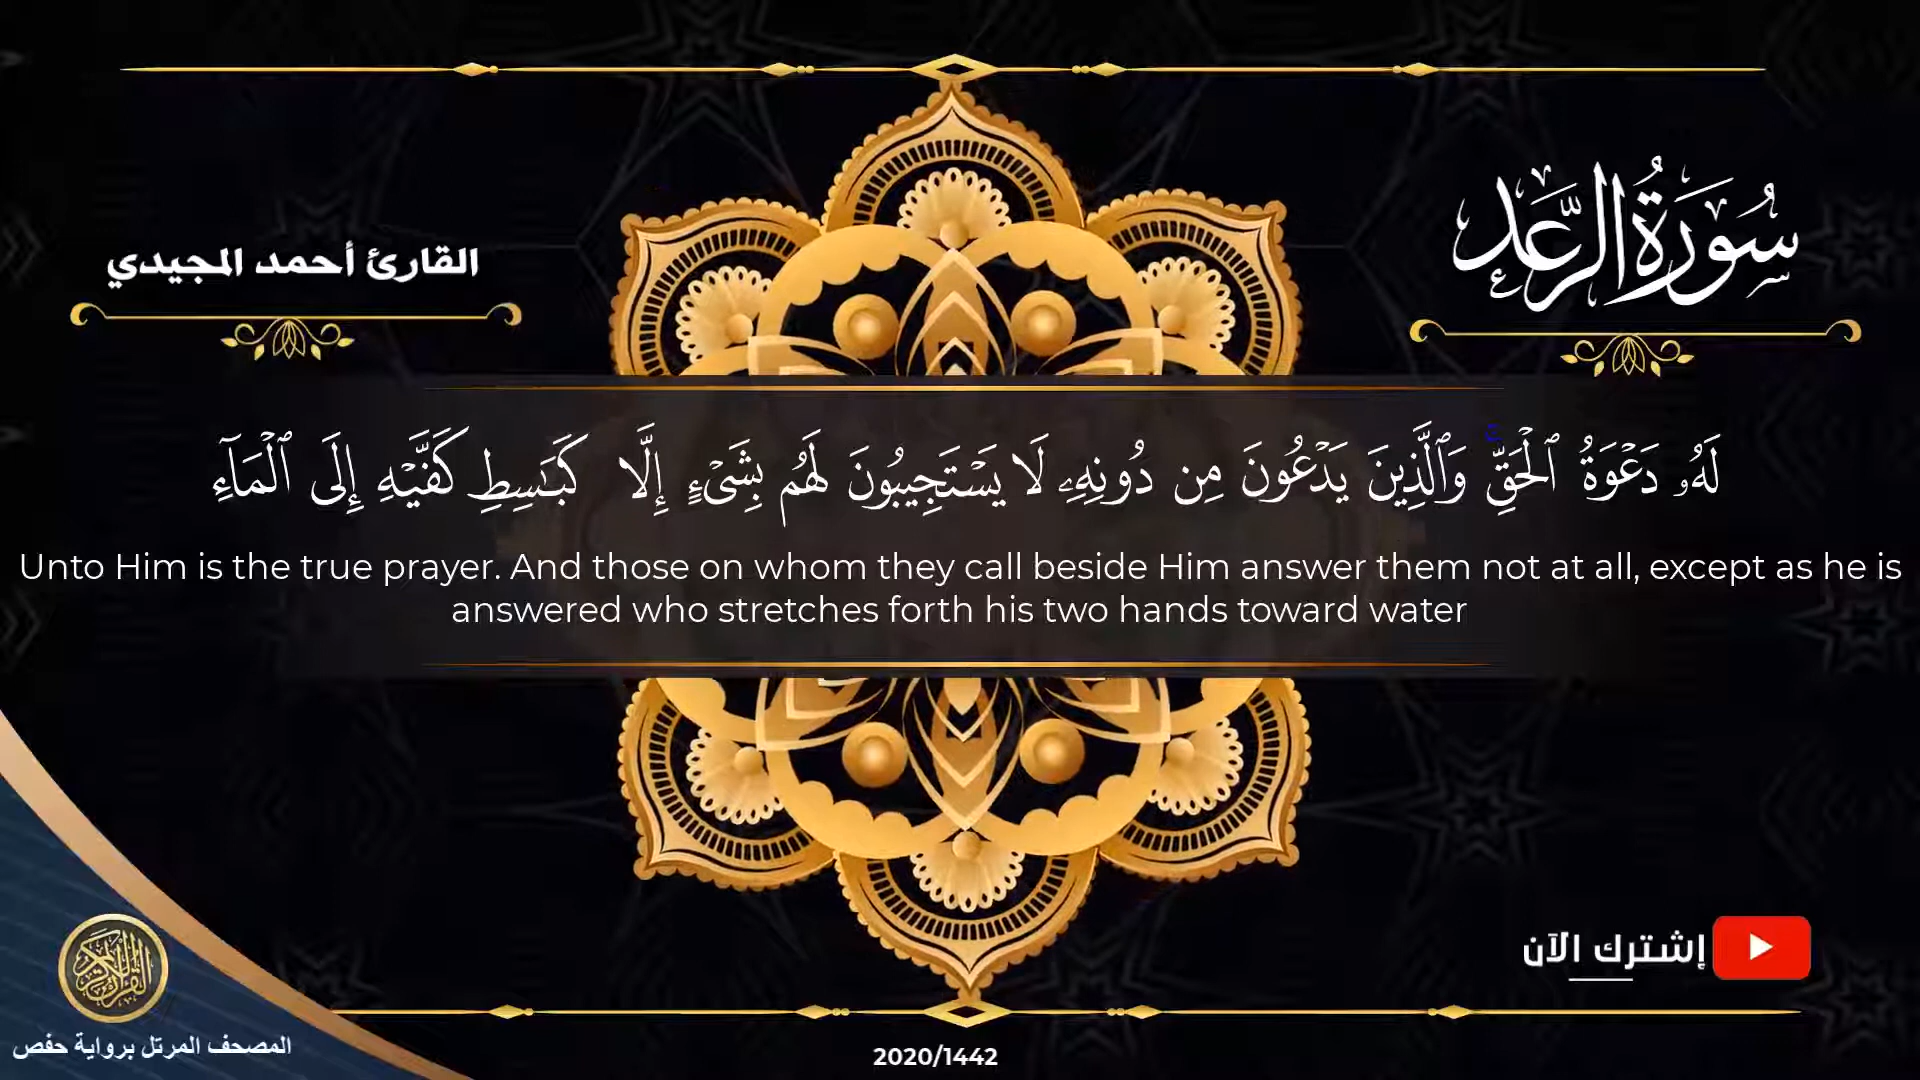 سُورَةُ الرَّعْدِ
القارئ أحمد المجيدي
لَهُۥ دَعْوَةُ ٱلْحَقِّ ۖ وَٱلَّذِينَ يَدْعُونَ مِن دُونِهِۦ لَا يَسْتَجِيبُونَ لَهُم بِشَىْءٍ إِلَّا كَبَـٰسِطِ كَفَّيْهِ إِلَى ٱلْمَآءِ
Unto Him is the true prayer. And those on whom they call beside Him answer them not at all, except as he is
answered who stretches forth his two hands toward water
إشترك الآن
القرآن الكريم
المصحف المرتل برواية حفص
2020/1442